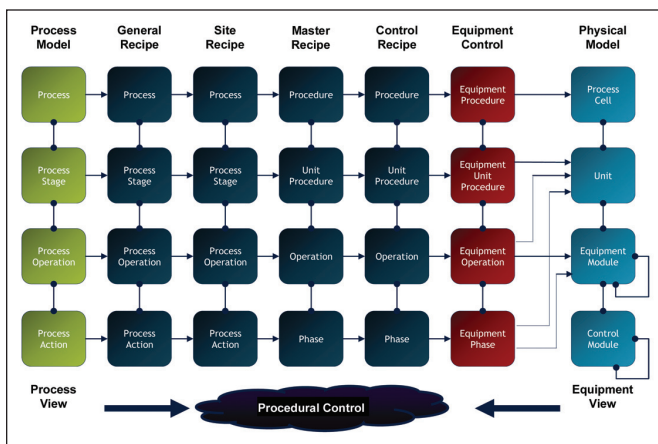 Process
Model
General
Recipe
Site
Recipe
Master
Recipe
Control
Recipe
Equipment
Control
Physical
Model
Process
Process
Process
Procedure
Procedure
Equipment
Procedure
Process
Cell
Process
Stage
Process
Stage
Process
Stage
Unit
Procedure
Unit
Procedure
Equipment
Unit
Procedure
Unit
Process
Operation
Process
Operation
Process
Operation
Operation
Operation
Equipment
Operation
Equipment
Module
Process
Action
Process
Action
Process
Action
Phase
Phase
Equipment
Phase
Control
Module
Process
View
Procedural Control
Equipment
View